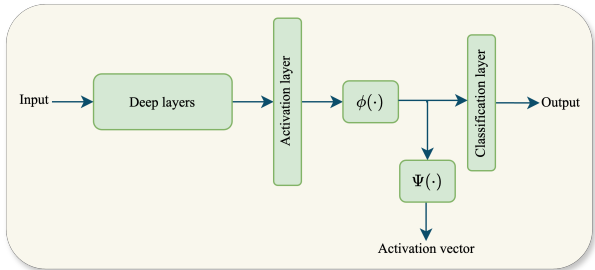 Input
Deep layers
Activation layer
ϕ(·)
Classification layer
Output
Ψ(·)
Activation vector